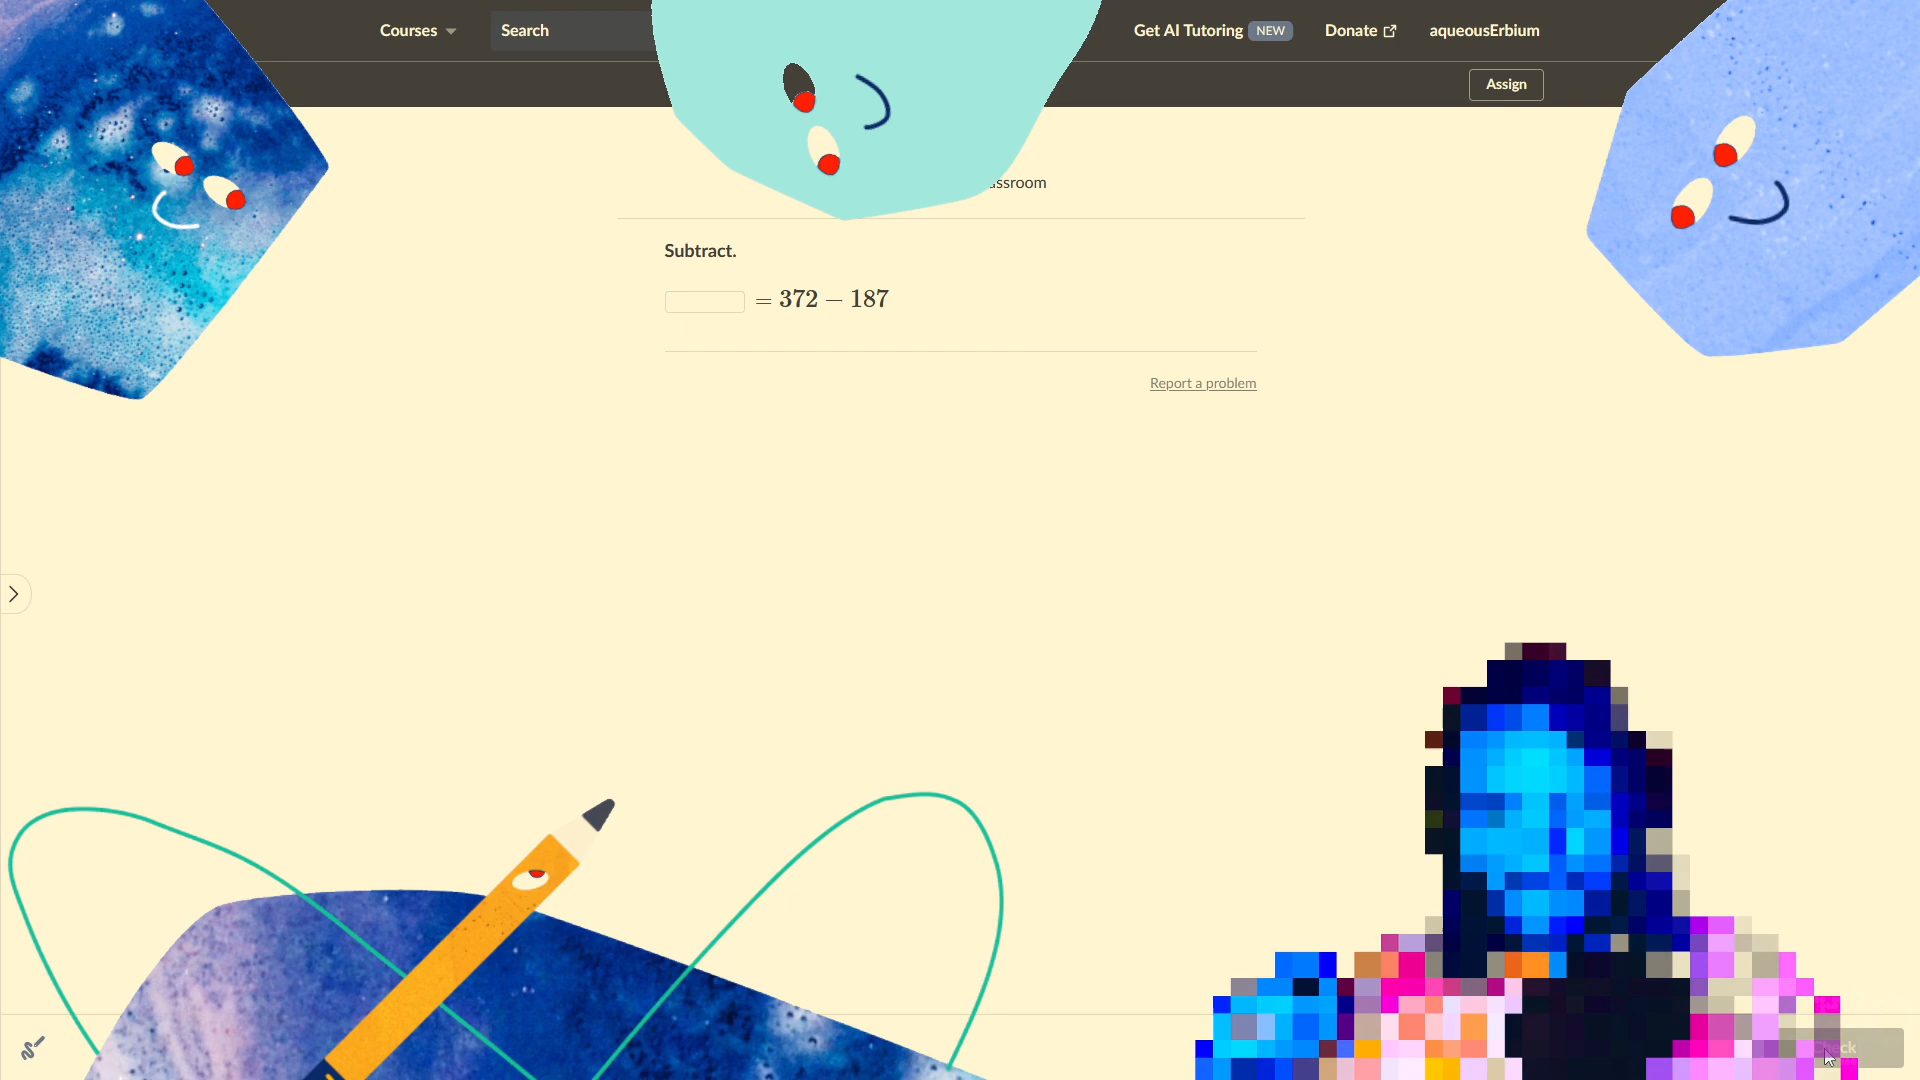 Courses
Search
Get AI Tutoring NEW
Donate
aqueousErbium
Assign
Subtract.
= 372 − 187
Report a problem